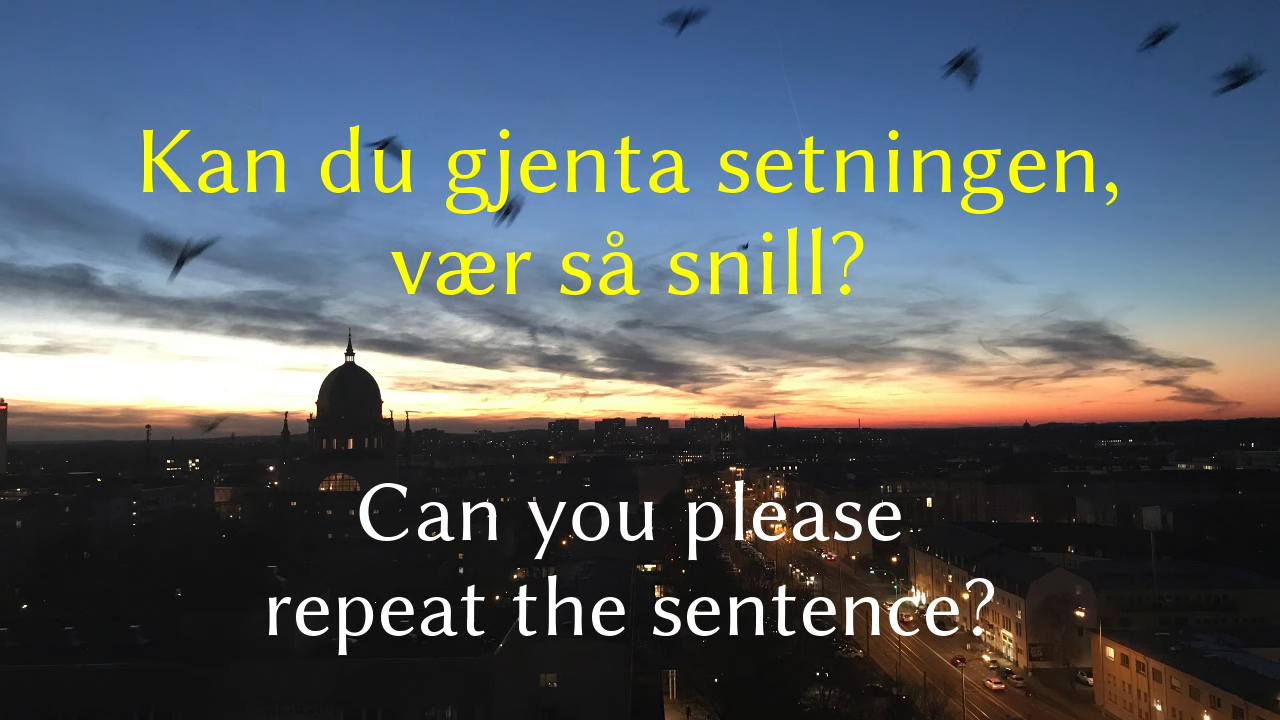 Kan du gjenta setningen,
vær så snill?
Can you please
repeat the sentence?